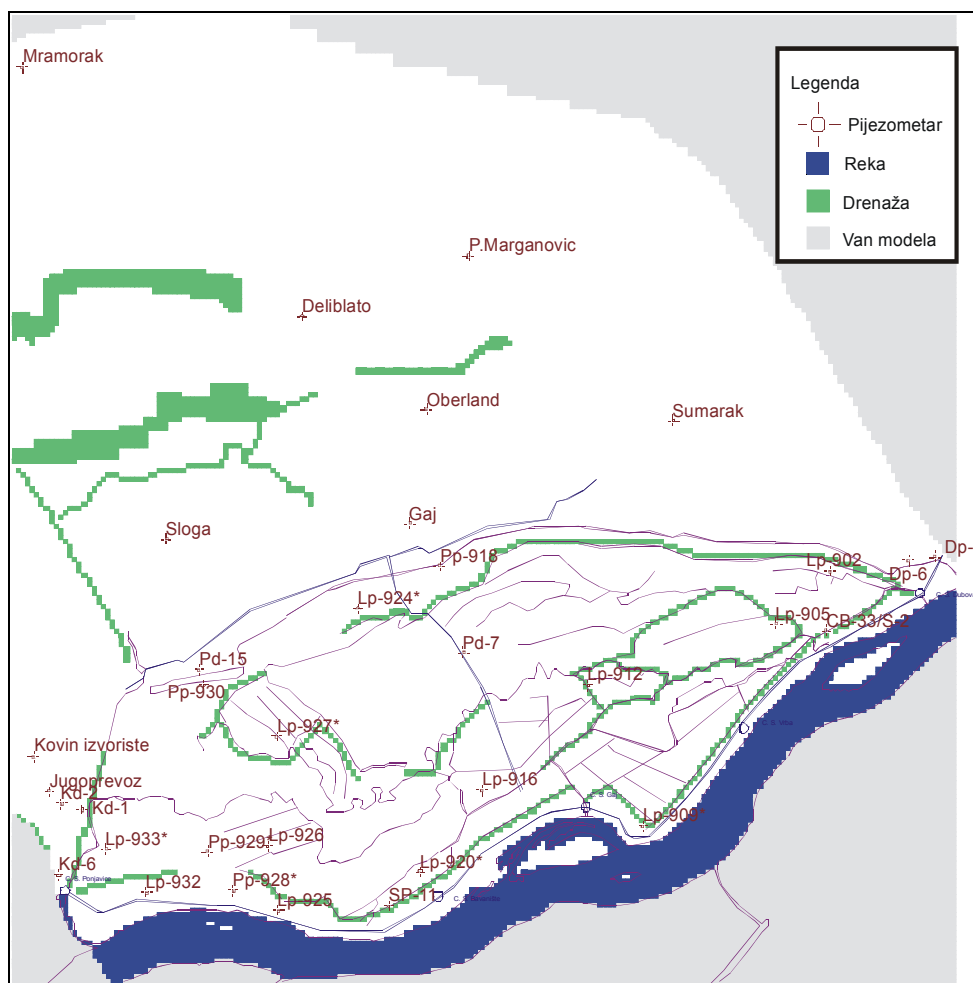 Mramorak
Legenda
Pijezometar
Reka
Drenaža
Van modela
P.Marganovic
Deliblato
Oberland
Sumarak
Gaj
Sloga
Pp-918
Lp-902
Dp-6
Lp-924*
Lp-905
CB-33/S-2
Pd-7
Pd-15
Pp-930
Lp-912
Lp-927*
Kovin izvoriste
Jugoprevoz
Kd-2
Kd-1
Lp-916
Lp-909*
Lp-933*
Pp-929*
Lp-926
Lp-920*
Kd-6
C. S. Ponjavica
Lp-932
Pp-928*
Lp-925
SP-11
C. S. Vrba
C. S. Gaj